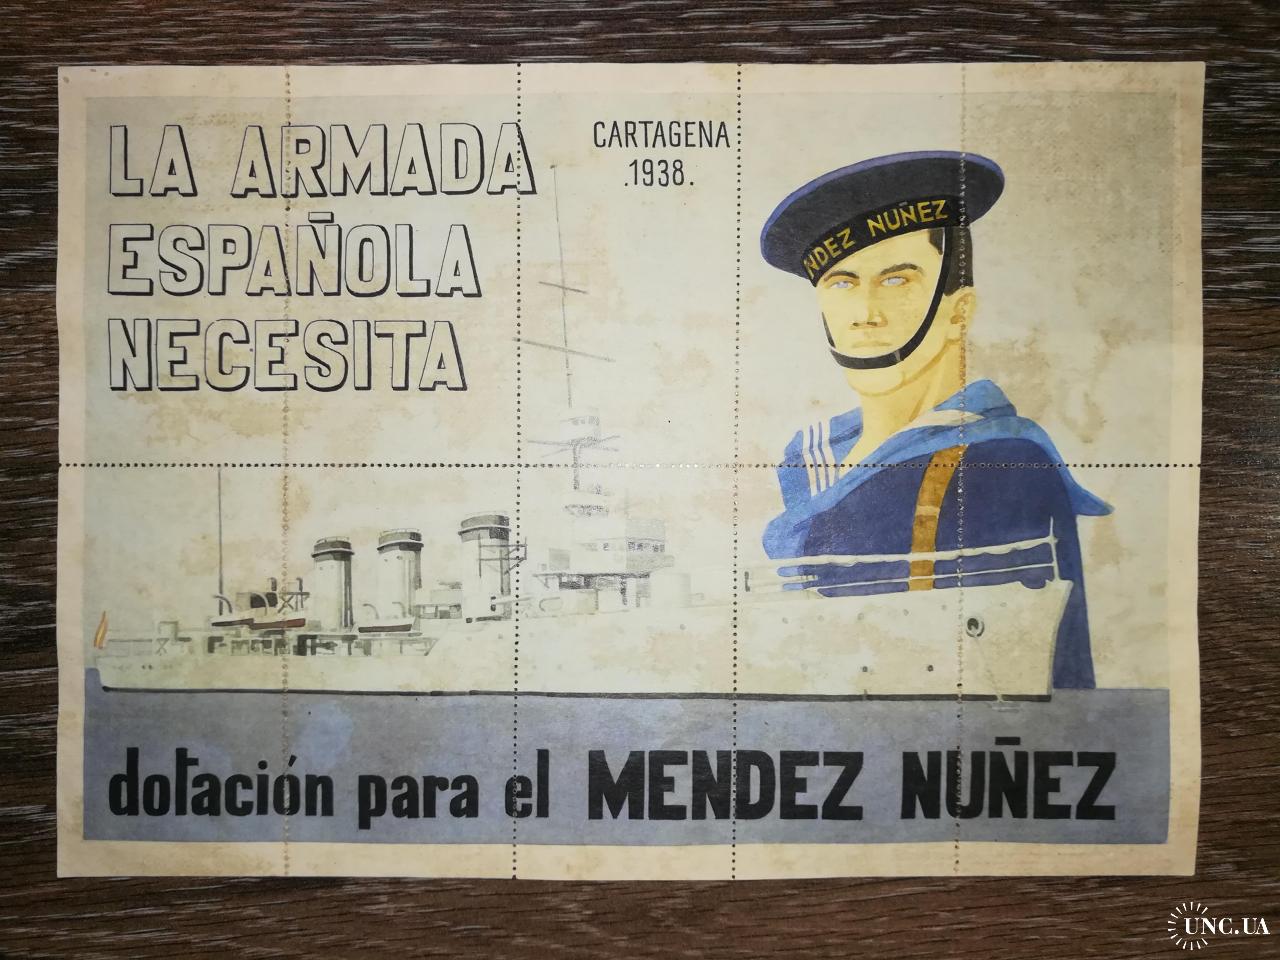 LA ARMADA
ESPAÑOLA
NECESITA
CARTAGENA
.1938.
NDEZ NUÑEZ
dotación para el MENDEZ NUÑEZ
UNC.UA